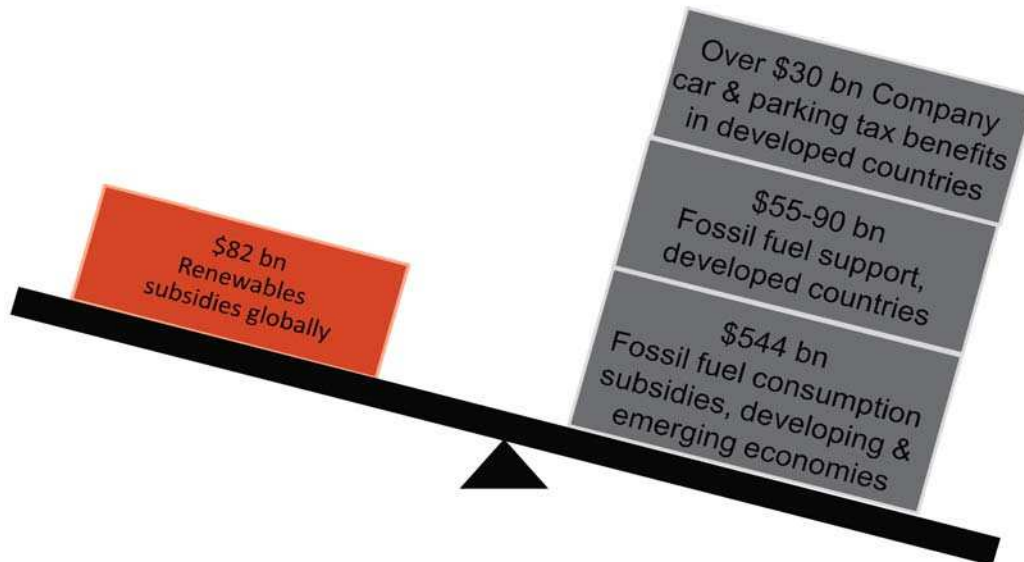 $82 bn
Renewables
subsidies globally
Over $30 bn Company
car & parking tax benefits
in developed countries
$55-90 bn
Fossil fuel support,
developed countries
$544 bn
Fossil fuel consumption
subsidies, developing &
emerging economies